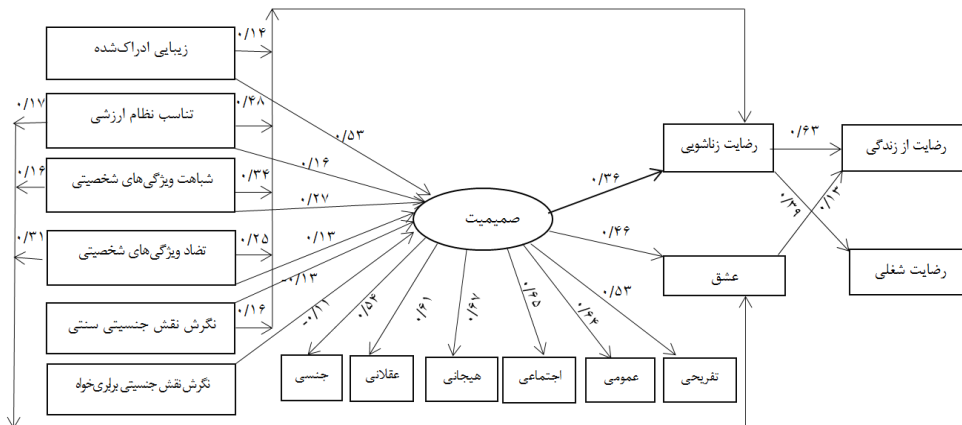 ۰/۱۴
زیبایی ادراک‌شده
۰/۱۷
۰/۴۸
تناسب نظام ارزشی
۰/۵۳
۰/۶۳
رضایت زناشویی
رضایت از زندگی
۰/۱۶
۰/۱۶
۰/۳۴
شباهت ویژگی‌های شخصیتی
۰/۳۶
۰/۲۷
۰/۳۹
۰/۱۳
صمیمیت
۰/۳۱
۰/۲۵
تضاد ویژگی‌های شخصیتی
۰/۱۳
۰/۴۶
-۰/۱۳
عشق
رضایت شغلی
۰/۱۶
نگرش نقش جنسیتی سنتی
-۰/۱۱
۰/۵۴
۰/۶۱
۰/۶۷
۰/۶۵
۰/۶۴
۰/۵۳
نگرش نقش جنسیتی برابری‌خواه
جنسی
عقلانی
هیجانی
اجتماعی
عمومی
تفریحی